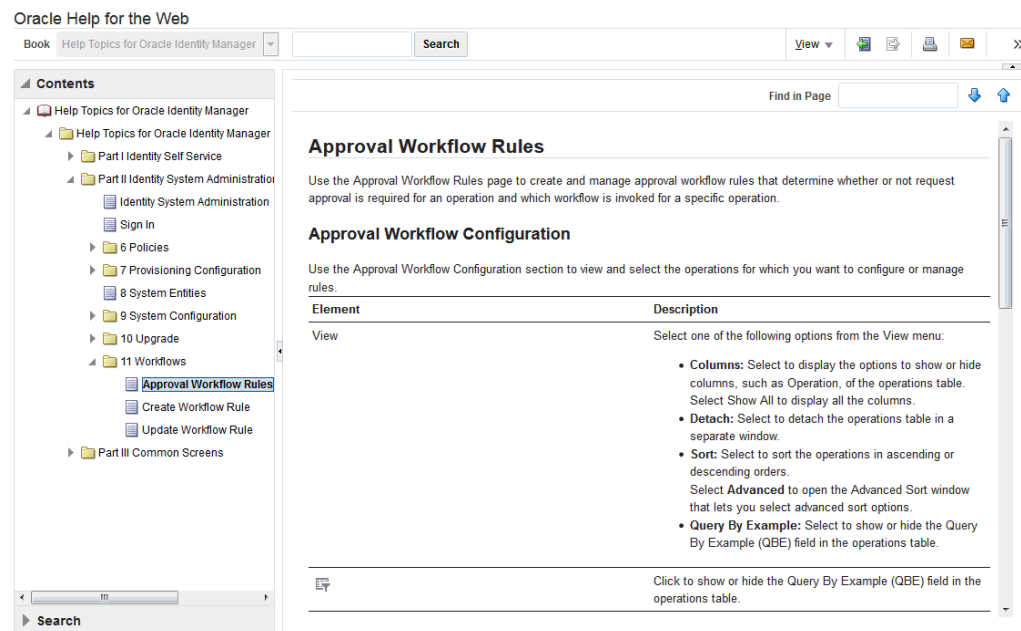 Oracle Help for the Web
Book Help Topics for Oracle Identity Manager Search View
Contents
Help Topics for Oracle Identity Manager
Help Topics for Oracle Identity Manager
Part I Identity Self Service
Part II Identity System Administration
Identity System Administration
Sign In
6 Policies
7 Provisioning Configuration
8 System Entities
9 System Configuration
10 Upgrade
11 Workflows
Approval Workflow Rules
Create Workflow Rule
Update Workflow Rule
Part III Common Screens
Search
Find in Page
Approval Workflow Rules
Use the Approval Workflow Rules page to create and manage approval workflow rules that determine whether or not request
approval is required for an operation and which workflow is invoked for a specific operation.
Approval Workflow Configuration
Use the Approval Workflow Configuration section to view and select the operations for which you want to configure or manage
rules.
Element Description
View Select one of the following options from the View menu:
• Columns: Select to display the options to show or hide
columns, such as Operation, of the operations table.
Select Show All to display all the columns.
• Detach: Select to detach the operations table in a
separate window.
• Sort: Select to sort the operations in ascending or
descending orders.
Select Advanced to open the Advanced Sort window
that lets you select advanced sort options.
• Query By Example: Select to show or hide the Query
By Example (QBE) field in the operations table.
Click to show or hide the Query By Example (QBE) field in the
operations table.